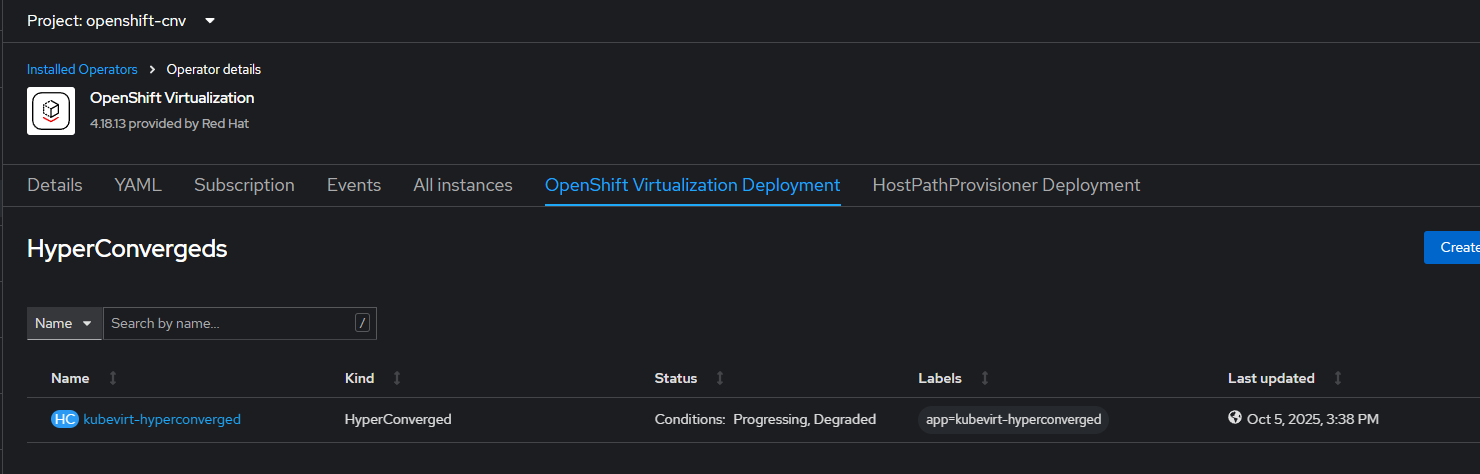 Project: openshift-cnv
Installed Operators Operator details
OpenShift Virtualization
4.18.13 provided by Red Hat
Details YAML Subscription Events All instances OpenShift Virtualization Deployment HostPathProvisioner Deployment
HyperConvergeds
Create
Name Search by name... /
Name Kind Status Labels Last updated
HC kubevirt-hyperconverged HyperConverged Conditions: Progressing, Degraded app=kubevirt-hyperconverged Oct 5, 2025, 3:38 PM